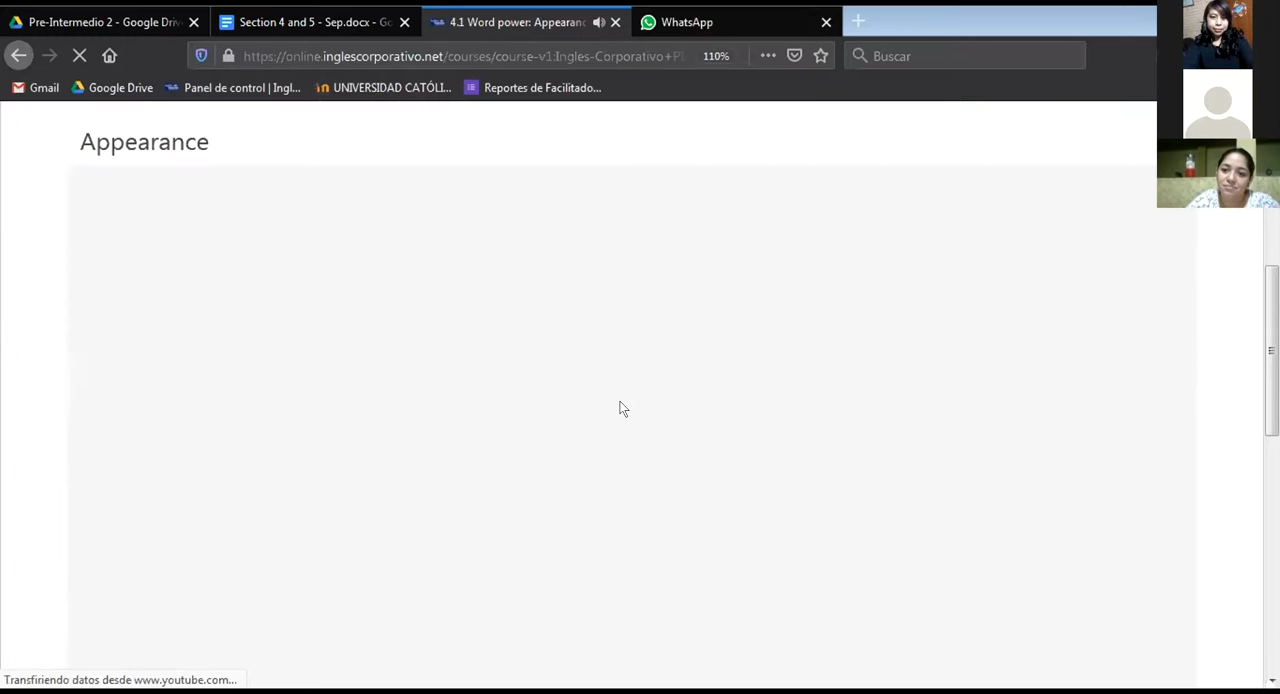 Pre-Intermedio 2 - Google Driv
Section 4 and 5 - Sep.docx - Go
4.1 Word power: Appearanc
WhatsApp
https://online.inglescorporativo.net/courses/course-v1:Ingles-Corporativo+P
110%
Buscar
Gmail
Google Drive
Panel de control | Ingl...
UNIVERSIDAD CATÓLI...
Reportes de Facilitado...
Appearance
Transfiriendo datos desde www.youtube.com...